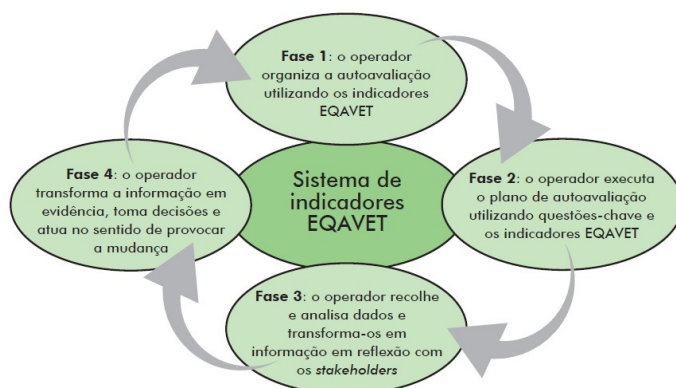 Fase 1: o operador
organiza a autoavaliação
utilizando os indicadores
EQAVET
Fase 4: o operador
transforma a informação em
evidência, toma decisões e
atua no sentido de provocar
a mudança
Sistema de
indicadores
EQAVET
Fase 2: o operador executa
o plano de autoavaliação
utilizando questões-chave e
os indicadores EQAVET
Fase 3: o operador recolhe
e analisa dados e
transforma-os em
informação em reflexão com
os stakeholders